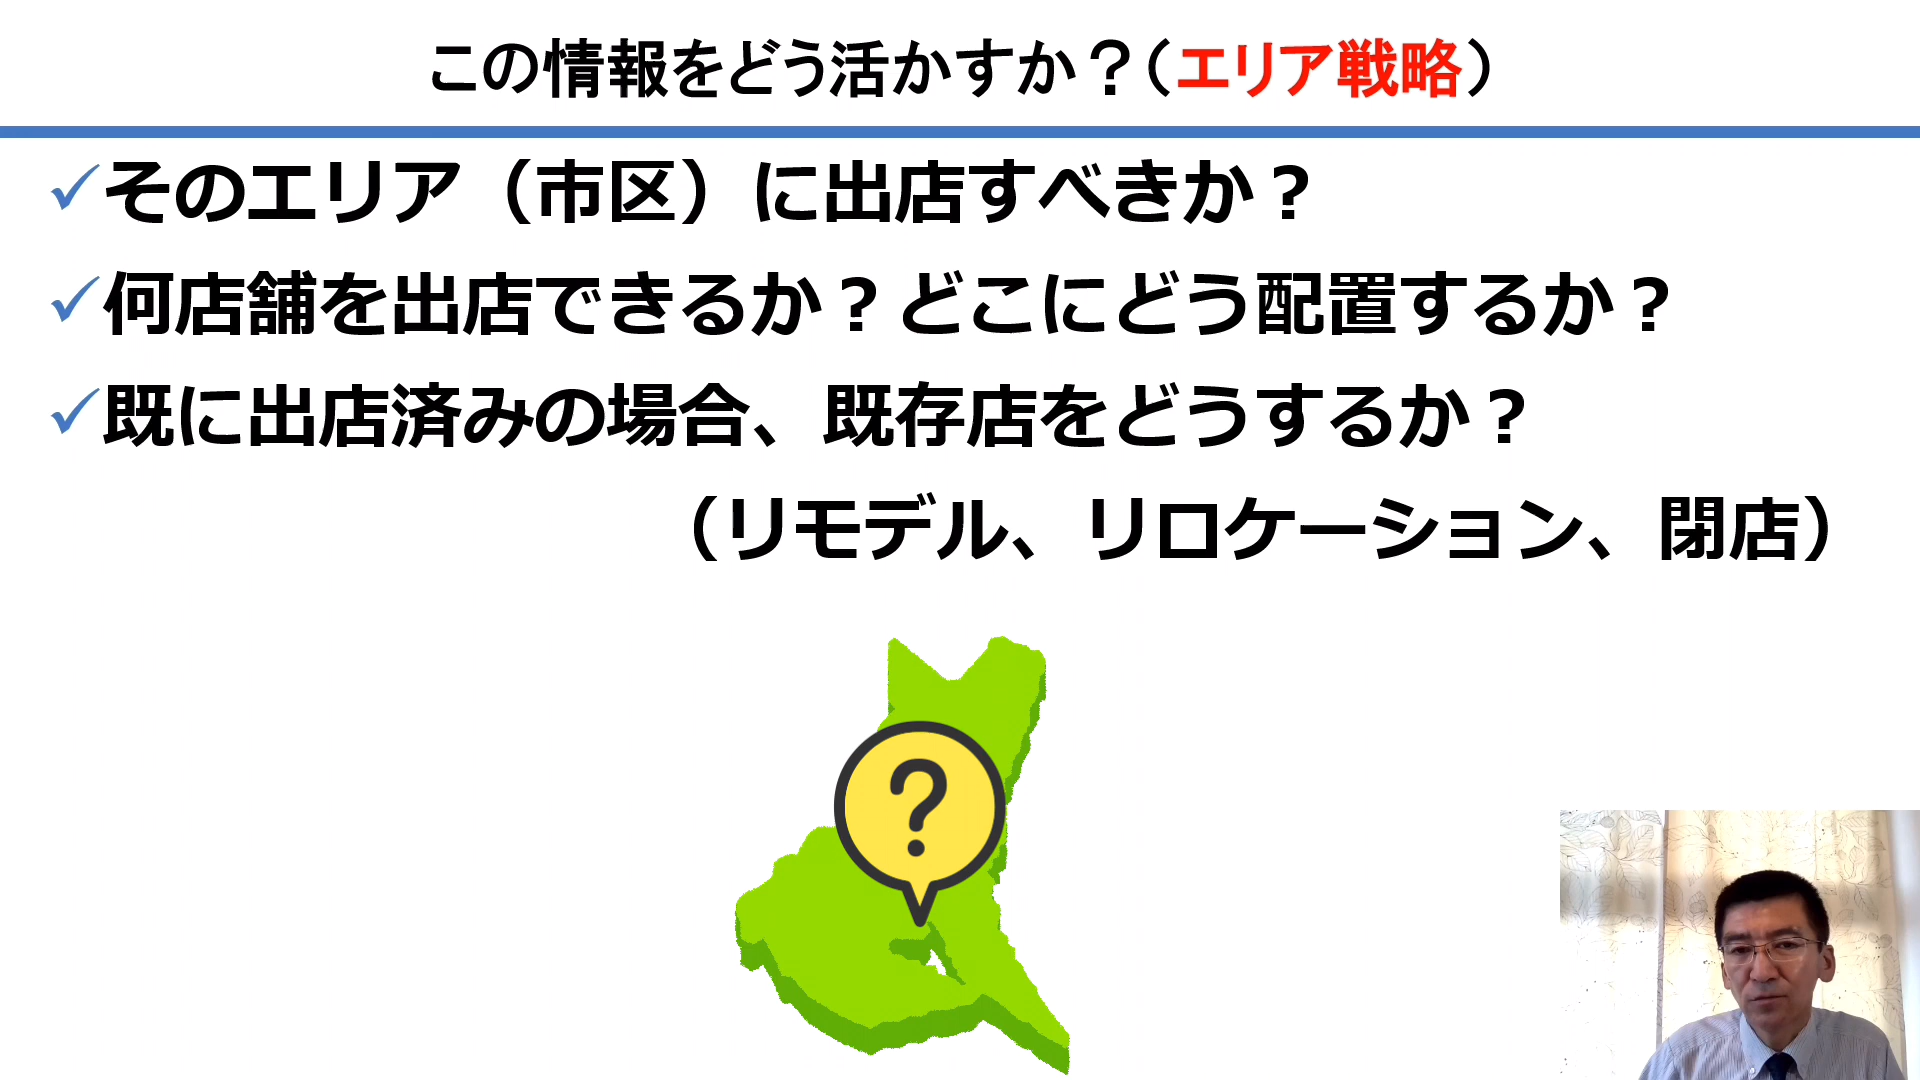 この情報をどう活かすか？（エリア戦略）
✓そのエリア（市区）に出店すべきか？
✓何店舗を出店できるか？どこにどう配置するか？
✓既に出店済みの場合、既存店をどうするか？
（リモデル、リロケーション、閉店）
?